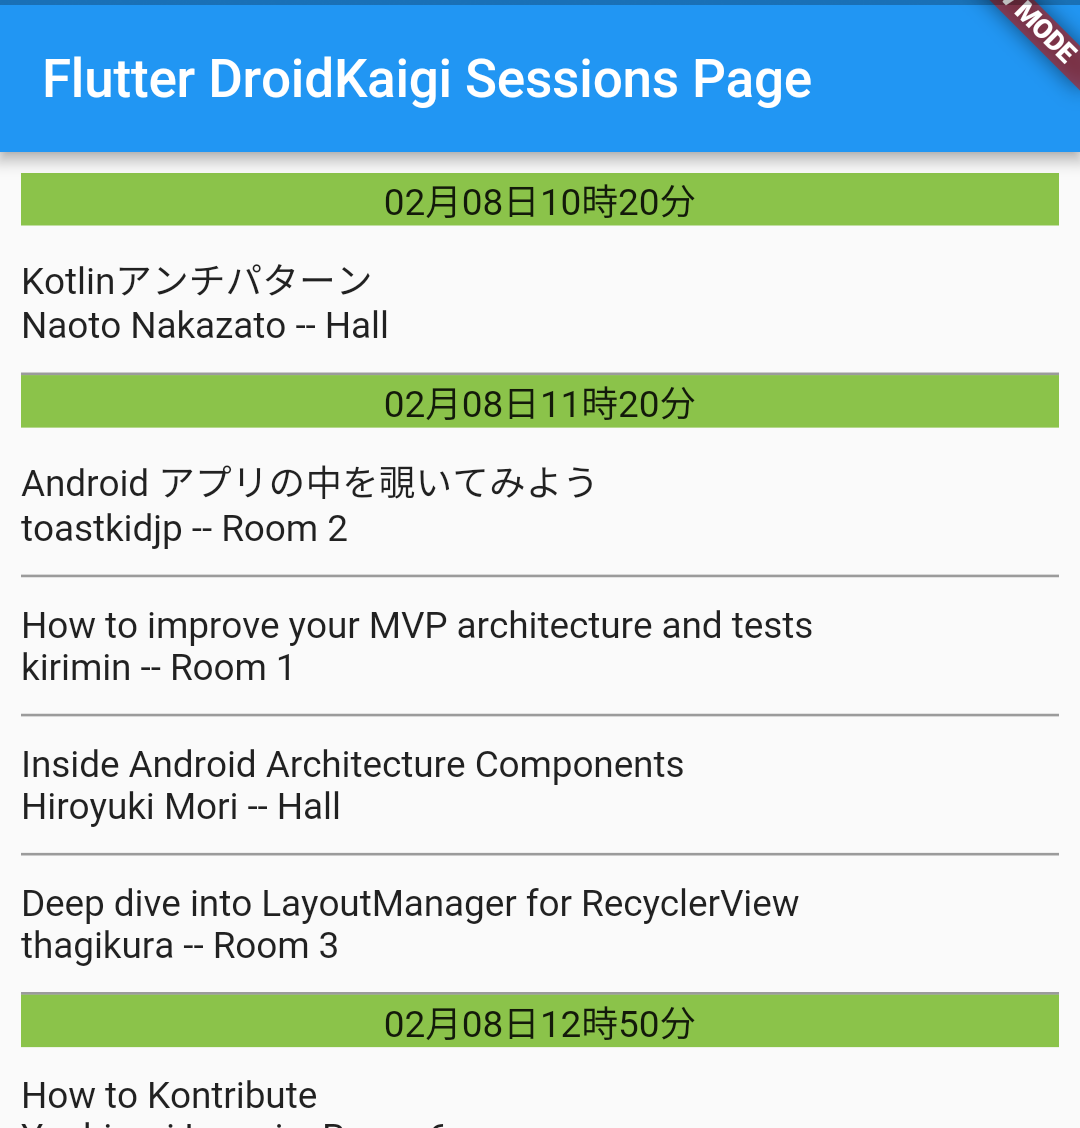 Flutter DroidKaigi Sessions Page
MODE
02月08日10時20分
Kotlinアンチパターン
Naoto Nakazato -- Hall
02月08日11時20分
Android アプリの中を覗いてみよう
toastkidjp -- Room 2
How to improve your MVP architecture and tests
kirimin -- Room 1
Inside Android Architecture Components
Hiroyuki Mori -- Hall
Deep dive into LayoutManager for RecyclerView
thagikura -- Room 3
02月08日12時50分
How to Kontribute